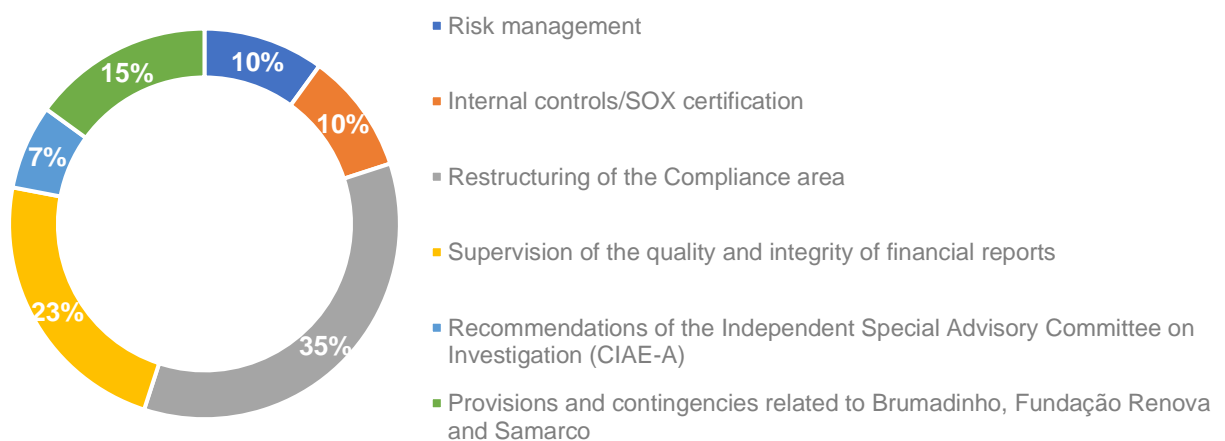 10%
10%
35%
23%
7%
15%
Risk management
Internal controls/SOX certification
Restructuring of the Compliance area
Supervision of the quality and integrity of financial reports
Recommendations of the Independent Special Advisory Committee on
Investigation (CIAE-A)
Provisions and contingencies related to Brumadinho, Fundação Renova
and Samarco